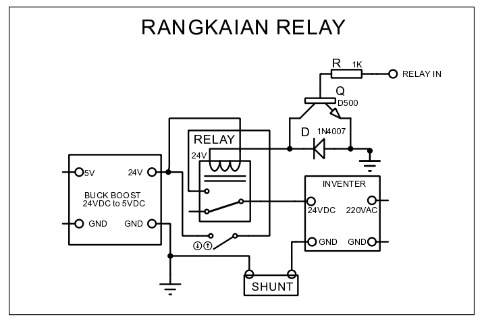 RANGKAIAN RELAY
R 1K
RELAY IN
Q
D500
D 1N4007
RELAY
24V
5V 24V
BUCK BOOST
24VDC to 5VDC
GND GND
INVENTER
24VDC 220VAC
GND GND
SHUNT